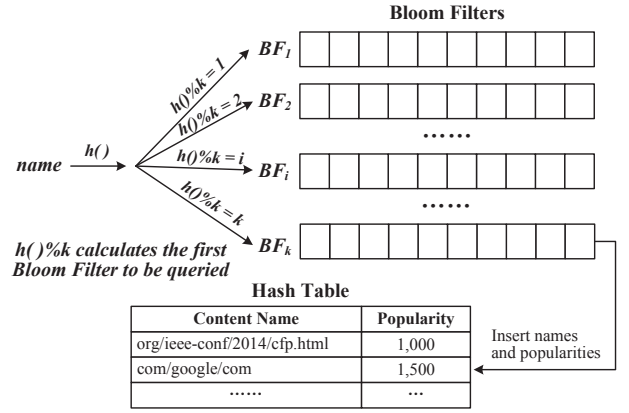 Bloom Filters
h()%k = 1
BF1
h()%k = 2
BF2
......
name
h()
h()%k = i
BFi
......
h()%k = k
BFk
h()%k calculates the first
Bloom Filter to be queried
Hash Table
Content Name Popularity
org/ieee-conf/2014/cfp.html 1,000
com/google/com 1,500
...... ...
Insert names
and popularities